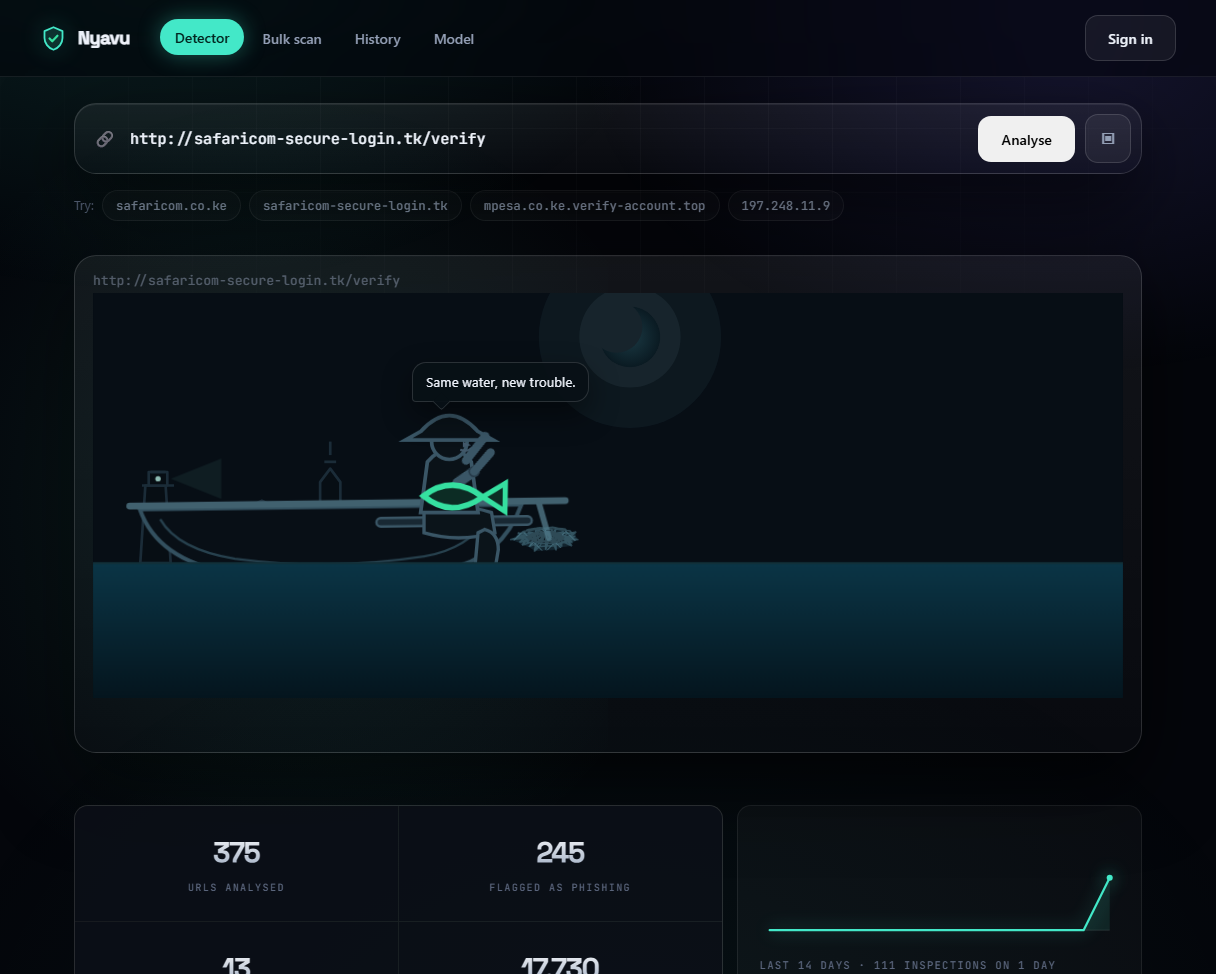 Nyavu
Detector
Bulk scan
History
Model
Sign in
http://safaricom-secure-login.tk/verify
Analyse
Try:
safaricom.co.ke
safaricom-secure-login.tk
mpesa.co.ke.verify-account.top
197.248.11.9
http://safaricom-secure-login.tk/verify
Same water, new trouble.
375
URLS ANALYSED
245
FLAGGED AS PHISHING
13
17,730
LAST 14 DAYS · 111 INSPECTIONS ON 1 DAY